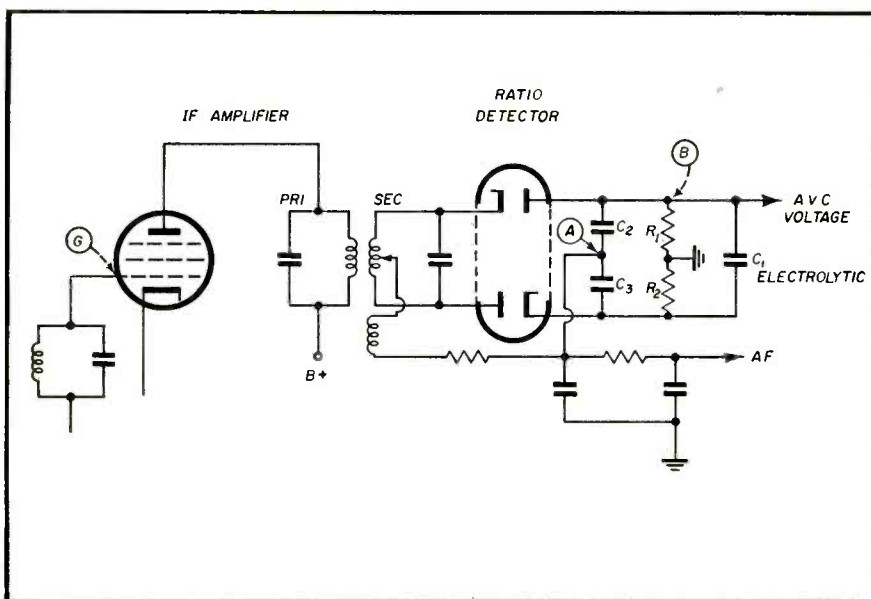 RATIO
DETECTOR
IF AMPLIFIER
PRI
SEC
G
B
A
AVC
VOLTAGE
C2
R1
C1
ELECTROLYTIC
C3
R2
B+
AF